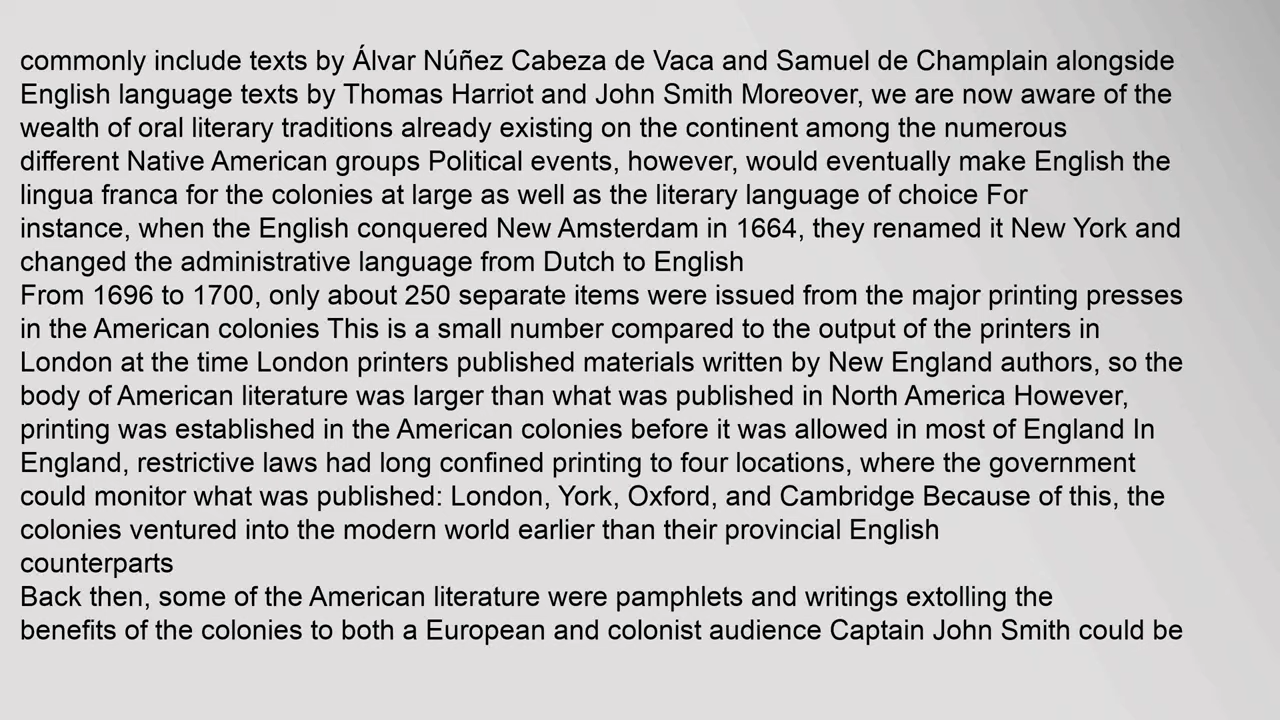 commonly include texts by Álvar Núñez Cabeza de Vaca and Samuel de Champlain alongside
English language texts by Thomas Harriot and John Smith Moreover, we are now aware of the
wealth of oral literary traditions already existing on the continent among the numerous
different Native American groups Political events, however, would eventually make English the
lingua franca for the colonies at large as well as the literary language of choice For
instance, when the English conquered New Amsterdam in 1664, they renamed it New York and
changed the administrative language from Dutch to English
From 1696 to 1700, only about 250 separate items were issued from the major printing presses
in the American colonies This is a small number compared to the output of the printers in
London at the time London printers published materials written by New England authors, so the
body of American literature was larger than what was published in North America However,
printing was established in the American colonies before it was allowed in most of England In
England, restrictive laws had long confined printing to four locations, where the government
could monitor what was published: London, York, Oxford, and Cambridge Because of this, the
colonies ventured into the modern world earlier than their provincial English
counterparts
Back then, some of the American literature were pamphlets and writings extolling the
benefits of the colonies to both a European and colonist audience Captain John Smith could be